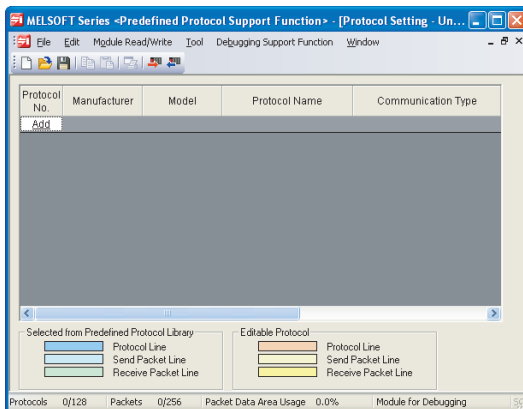 MELSOFT Series <Predefined Protocol Support Function> - [Protocol Setting - Un...
File Edit Module Read/Write Tool Debugging Support Function Window
Protocol No. Manufacturer Model Protocol Name Communication Type
Add
Selected from Predefined Protocol Library
Protocol Line
Send Packet Line
Receive Packet Line
Editable Protocol
Protocol Line
Send Packet Line
Receive Packet Line
Protocols 0/128 Packets 0/256 Packet Data Area Usage 0.0% Module for Debugging